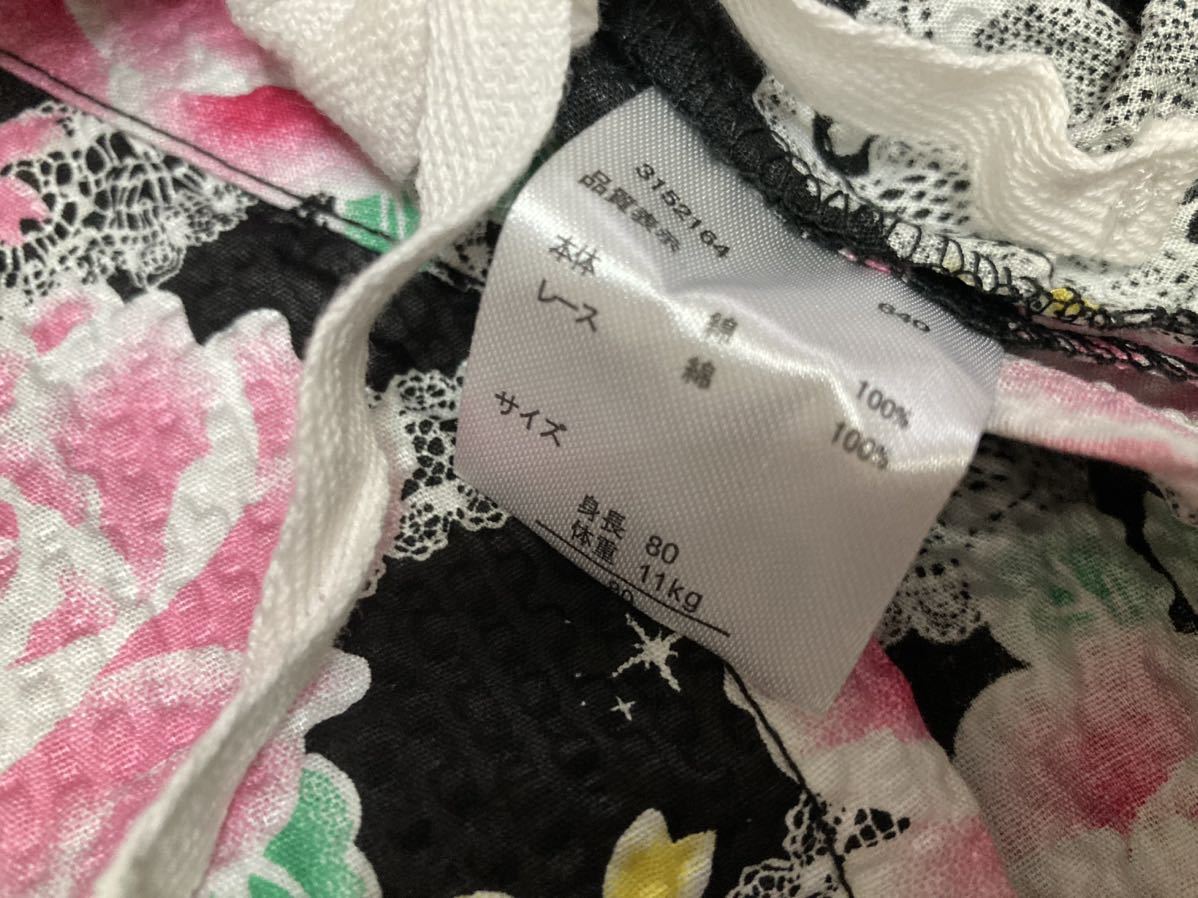 3152164 640
品質表示
本体 綿 100%
レース 綿 100%
サイズ
身長 80
体重 11kg
80